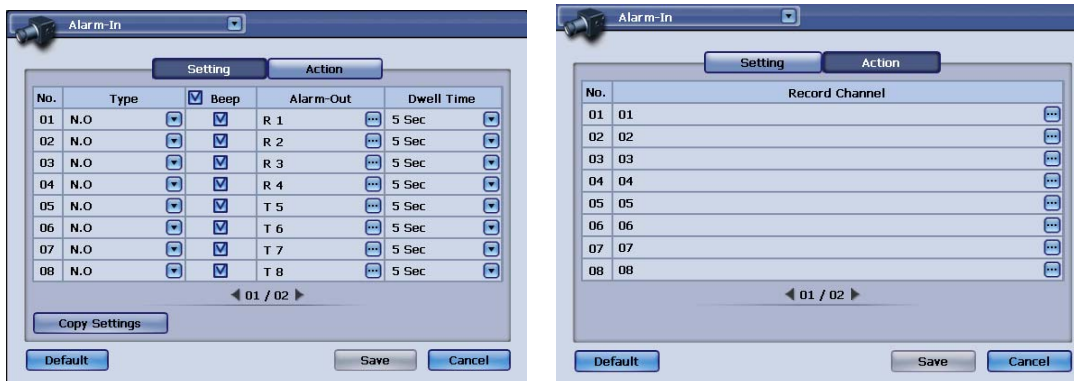 Alarm-In
Setting Action
No. Type Beep Alarm-Out Dwell Time
01 N.O R 1 5 Sec
02 N.O R 2 5 Sec
03 N.O R 3 5 Sec
04 N.O R 4 5 Sec
05 N.O T 5 5 Sec
06 N.O T 6 5 Sec
07 N.O T 7 5 Sec
08 N.O T 8 5 Sec
01 / 02
Copy Settings
Default Save Cancel
Alarm-In
Setting Action
No. Record Channel
01 01
02 02
03 03
04 04
05 05
06 06
07 07
08 08
01 / 02
Default Save Cancel